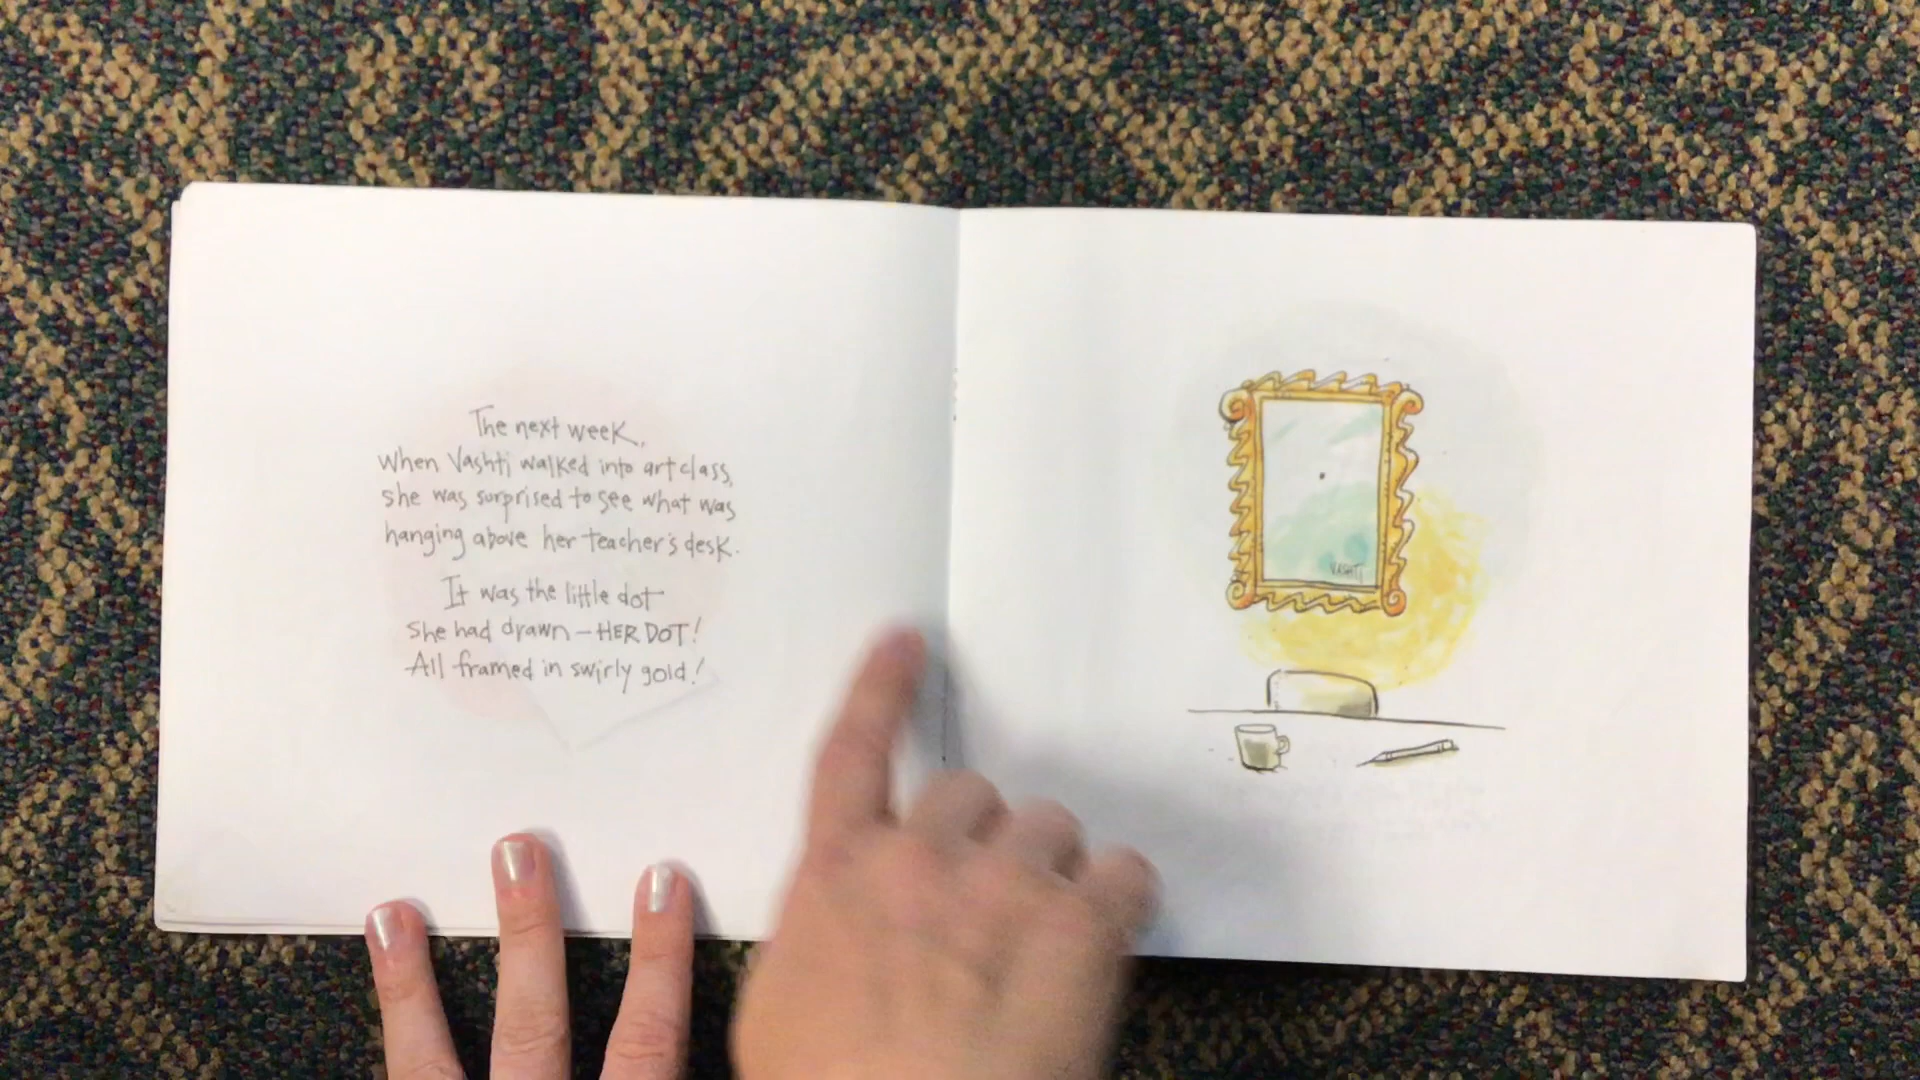 The next week,
when Vashti walked into art class,
she was surprised to see what was
hanging above her teacher's desk.
It was the little dot
she had drawn — HER DOT!
All framed in swirly gold!
VASHTI